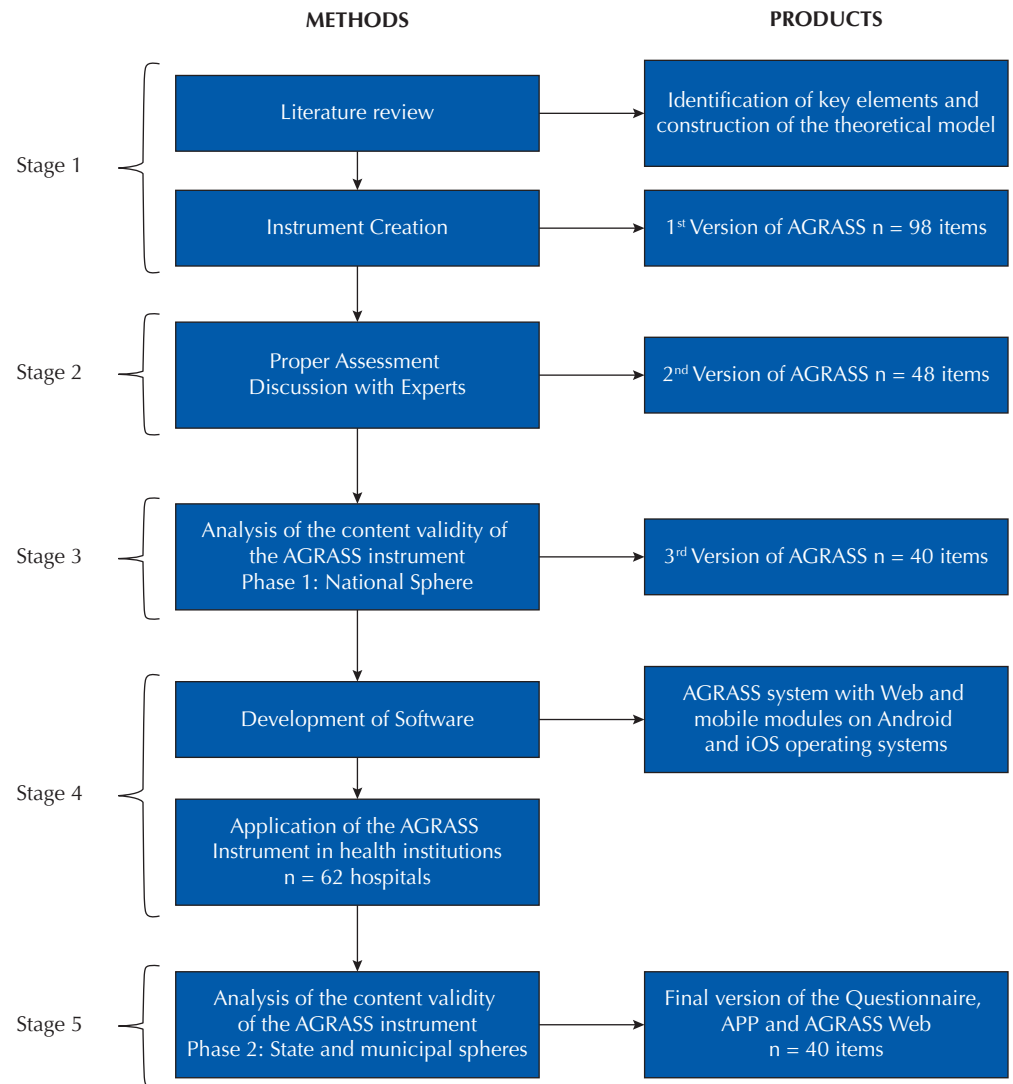 METHODS
PRODUCTS
Stage 1
Literature review
Identification of key elements and
construction of the theoretical model
Instrument Creation
1st Version of AGRASS n = 98 items
Stage 2
Proper Assessment
Discussion with Experts
2nd Version of AGRASS n = 48 items
Stage 3
Analysis of the content validity of
the AGRASS instrument
Phase 1: National Sphere
3rd Version of AGRASS n = 40 items
Stage 4
Development of Software
AGRASS system with Web and
mobile modules on Android
and iOS operating systems
Application of the AGRASS
Instrument in health institutions
n = 62 hospitals
Stage 5
Analysis of the content validity
of the AGRASS instrument
Phase 2: State and municipal spheres
Final version of the Questionnaire,
APP and AGRASS Web
n = 40 items